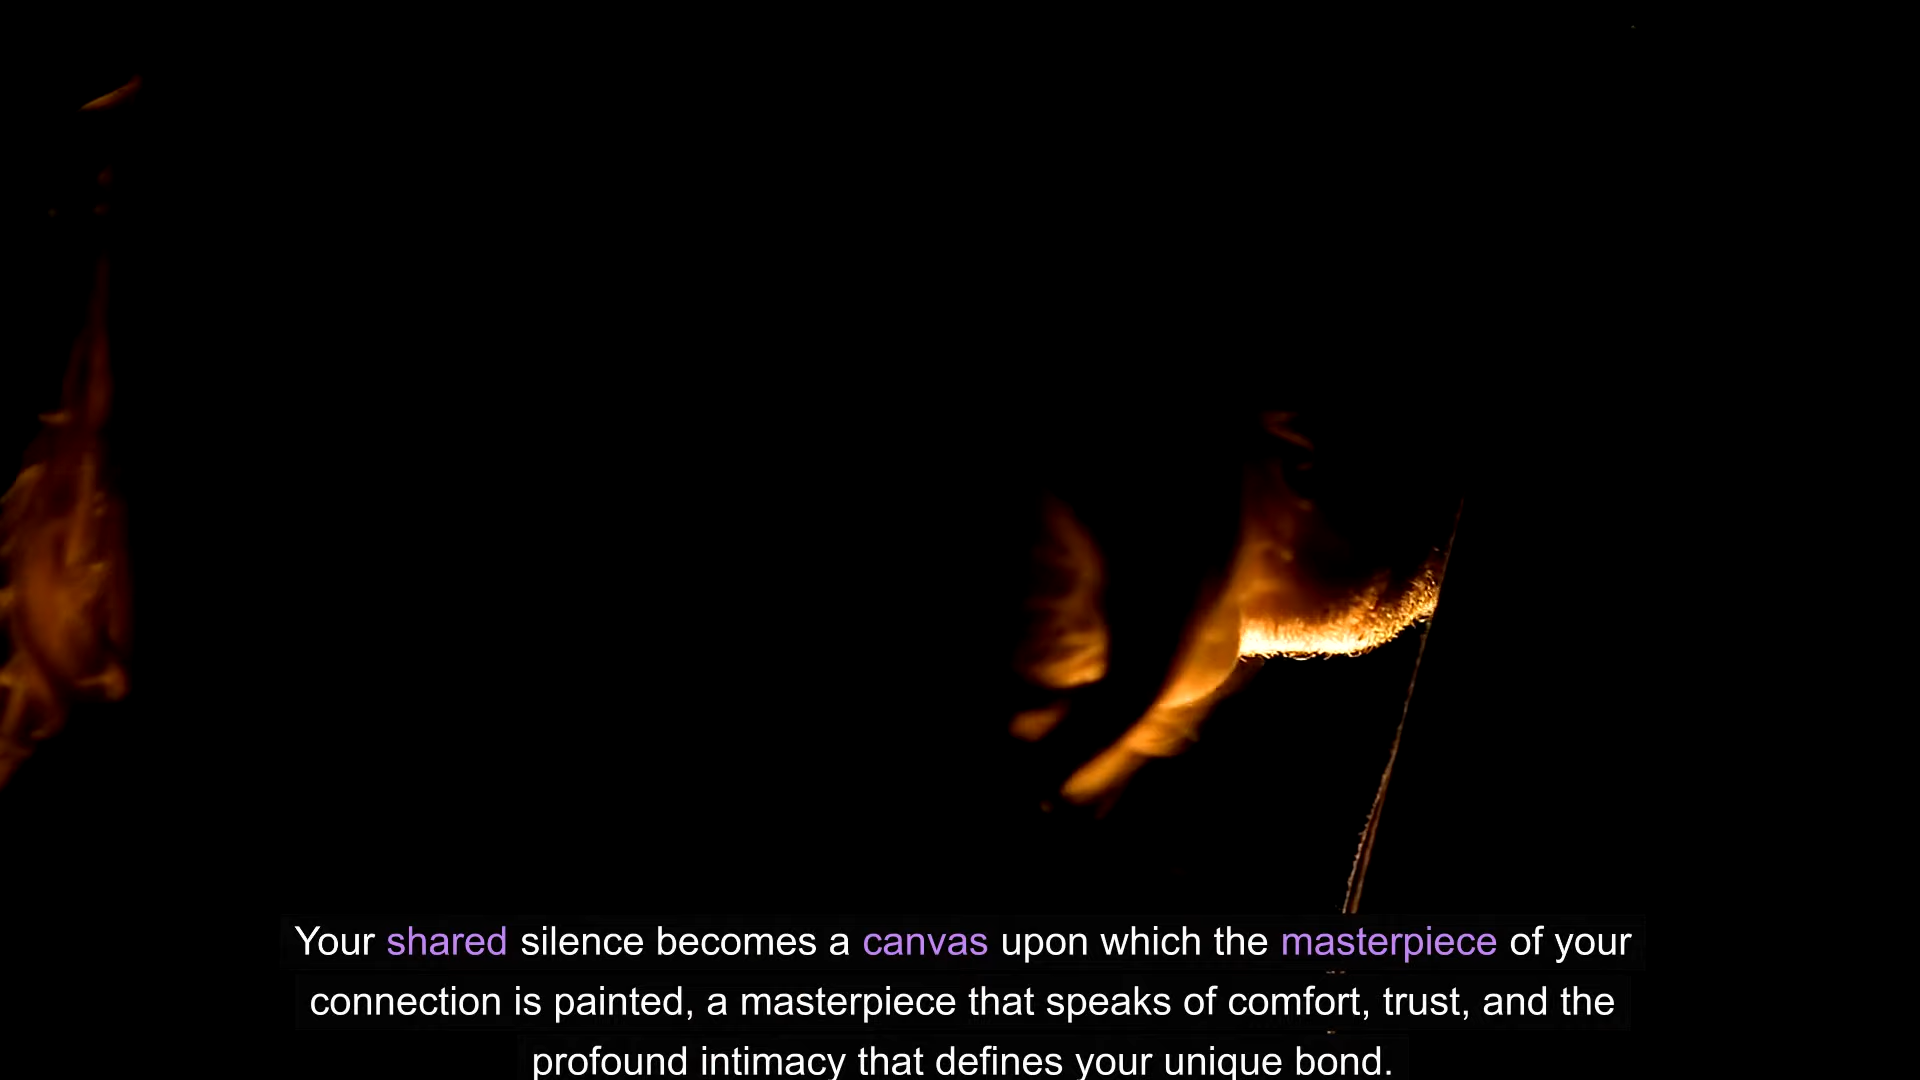 Your shared silence becomes a canvas upon which the masterpiece of your
connection is painted, a masterpiece that speaks of comfort, trust, and the
profound intimacy that defines your unique bond.